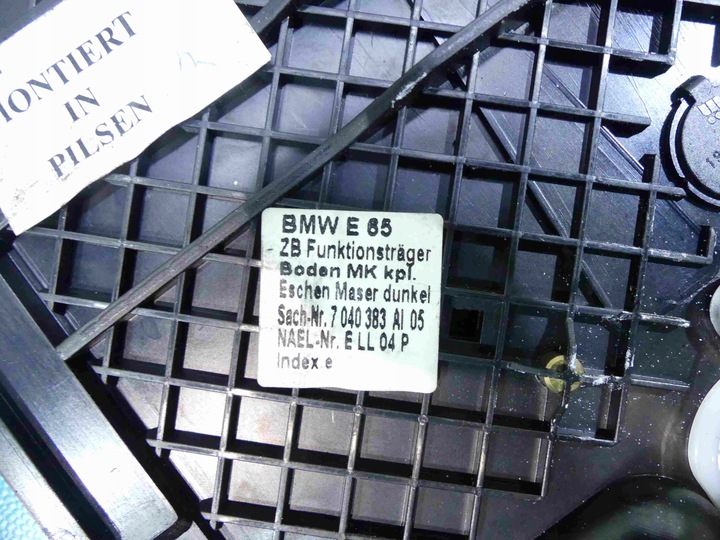 MONTIERT
IN
PILSEN
BMW E 65
ZB Funktionsträger
Boden MK kpl.
Eschen Maser dunkel
Sach-Nr. 7 040 383 AI 05
NAEL-Nr. E LL 04 P
Index e